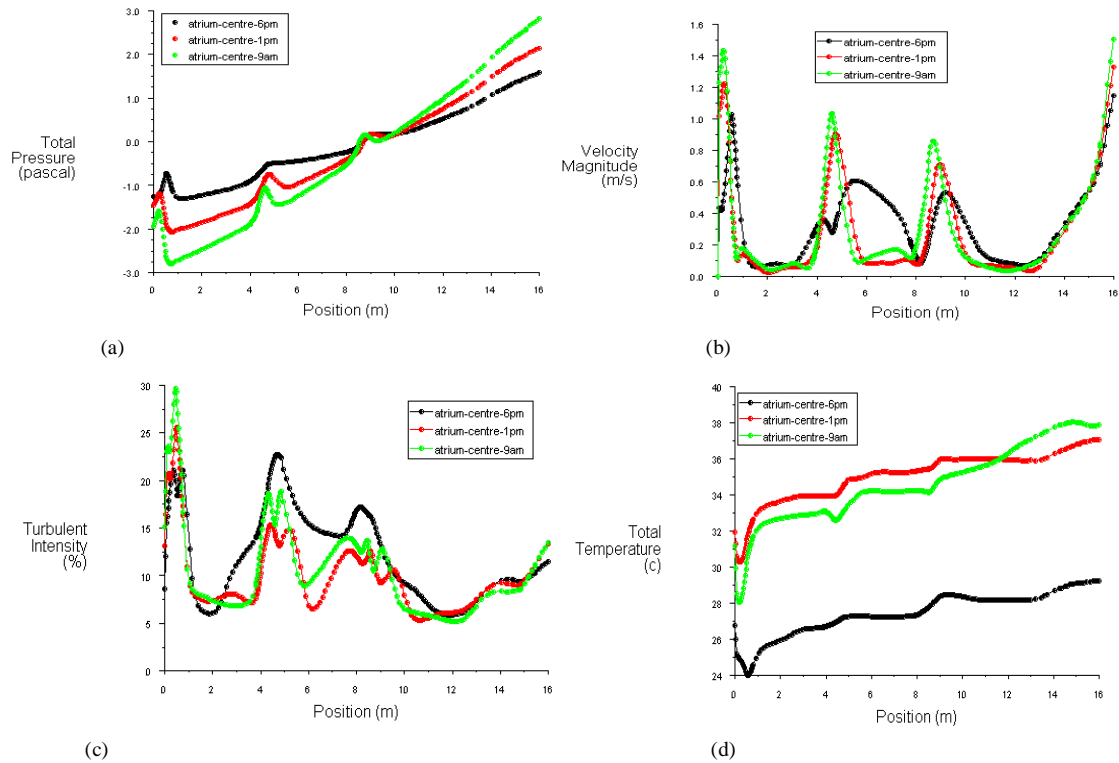 3.0
2.0
1.0
0.0
-1.0
-2.0
-3.0
Total
Pressure
(pascal)
atrium-centre-6pm
atrium-centre-1pm
atrium-centre-9am
0 2 4 6 8 10 12 14 16
Position (m)
(a)
1.6
1.4
1.2
1.0
0.8
0.6
0.4
0.2
0.0
Velocity
Magnitude
(m/s)
atrium-centre-6pm
atrium-centre-1pm
atrium-centre-9am
0 2 4 6 8 10 12 14 16
Position (m)
(b)
30
25
20
15
10
5
0
Turbulent
Intensity
(%)
atrium-centre-6pm
atrium-centre-1pm
atrium-centre-9am
0 2 4 6 8 10 12 14 16
Position (m)
(c)
40
38
36
34
32
30
28
26
24
Total
Temperature
(c)
atrium-centre-6pm
atrium-centre-1pm
atrium-centre-9am
0 2 4 6 8 10 12 14 16
Position (m)
(d)